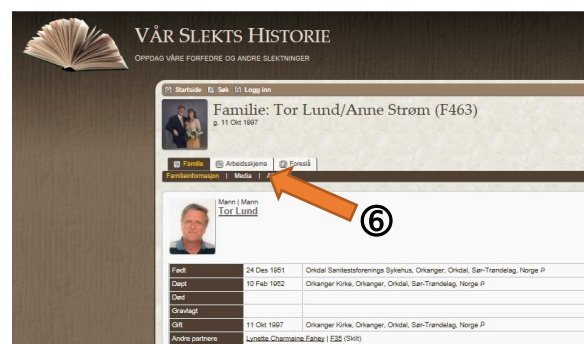 VÅR SLEKTS HISTORIE
OPPDAG VÅRE FORFEDRE OG ANDRE SLEKTNINGER
Startside Søk Logg inn
Familie: Tor Lund/Anne Strøm (F463)
g. 11 Okt 1997
Familie Arbeidsskjema Foreslå
Familieinformasjon | Media |
⑥
Mann | Mann
Tor Lund
Født 24 Des 1951 Orkdal Sanitestsforenings Sykehus, Orkanger, Orkdal, Sør-Trøndelag, Norge
Døpt 10 Feb 1952 Orkanger Kirke, Orkanger, Orkdal, Sør-Trøndelag, Norge
Død
Gravlagt
Gift 11 Okt 1997 Orkanger Kirke, Orkanger, Orkdal, Sør-Trøndelag, Norge
Andre partnere Lynette Charmaine Fahey | F35 (Skilt)